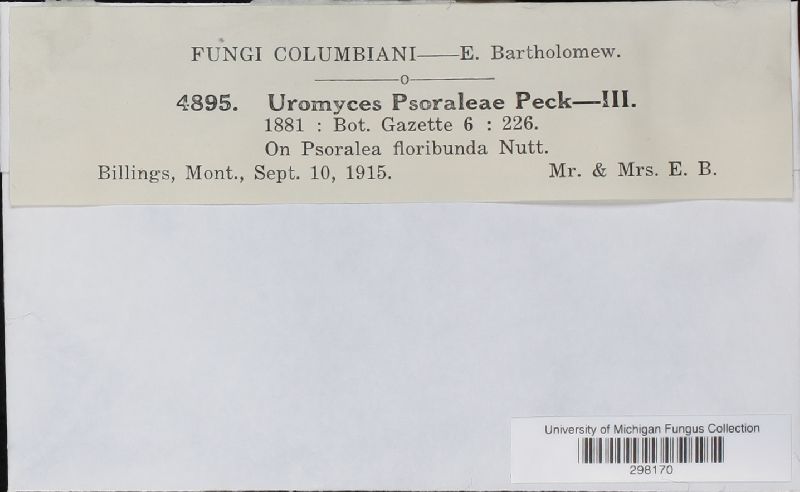 FUNGI COLUMBIANI——E. Bartholomew.
o
4895. Uromyces Psoraleae Peck—III.
1881 : Bot. Gazette 6 : 226.
On Psoralea floribunda Nutt.
Billings, Mont., Sept. 10, 1915. Mr. & Mrs. E. B.
University of Michigan Fungus Collection
298170